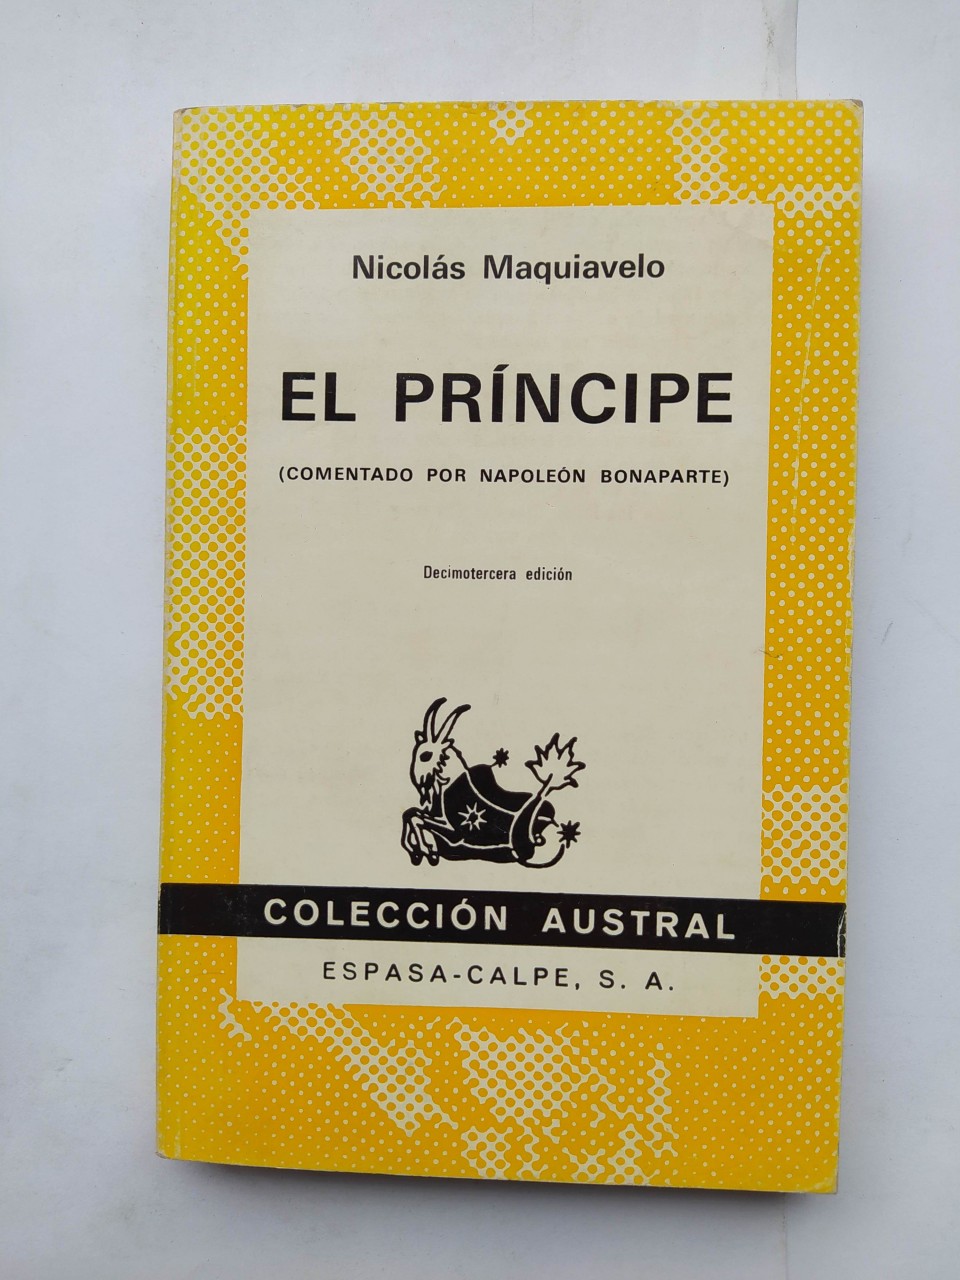 Nicolás Maquiavelo
EL PRÍNCIPE
(COMENTADO POR NAPOLEÓN BONAPARTE)
Decimotercera edición
COLECCIÓN AUSTRAL
ESPASA-CALPE, S. A.